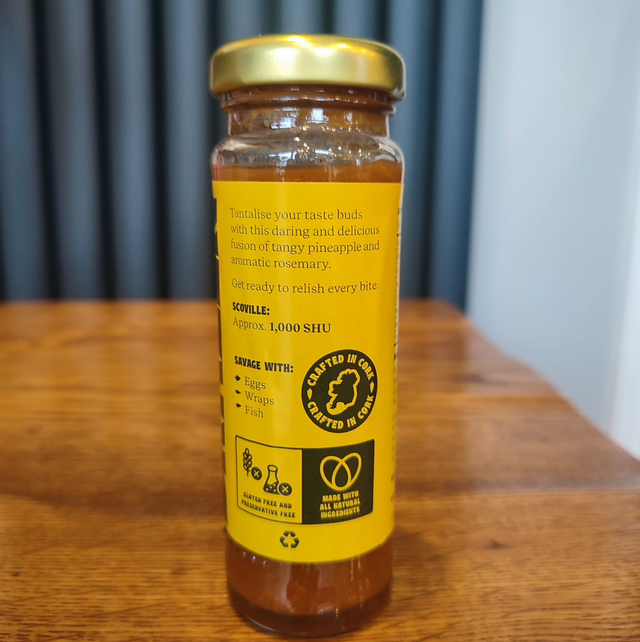 Tantalise your taste buds
with this daring and delicious
fusion of tangy pineapple and
aromatic rosemary.
Get ready to relish every bite.
SCOVILLE:
Approx. 1,000 SHU
SAVAGE WITH:
Eggs
Wraps
Fish
CRAFTED IN CORK
CRAFTED IN CORK
GLUTEN FREE AND
PRESERVATIVE FREE
MADE WITH
ALL NATURAL
INGREDIENTS